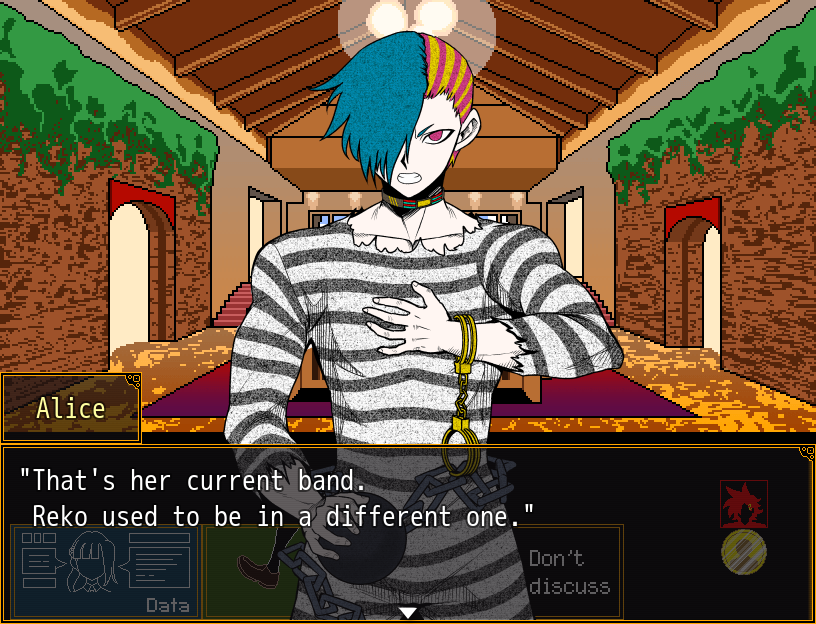 Alice
"That's her current band.
Reko used to be in a different one."
Data
Don't
discuss